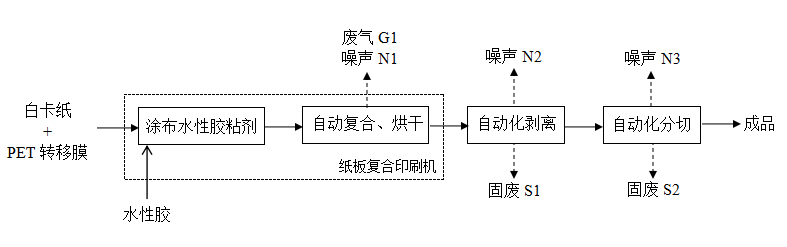 废气 G1
噪声 N1
噪声 N2
噪声 N3
白卡纸
+
PET 转移膜
涂布水性胶粘剂
自动复合、烘干
自动化剥离
自动化分切
成品
纸板复合印刷机
水性胶
固废 S1
固废 S2